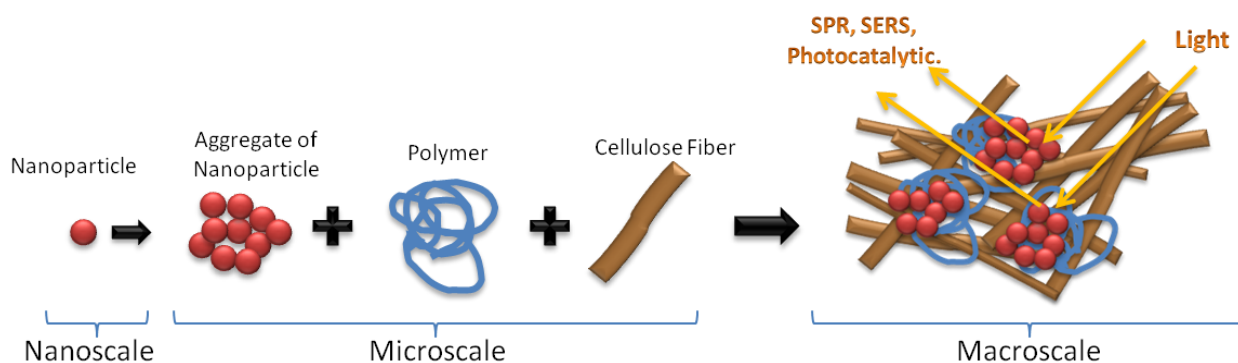 SPR, SERS,
Photocatalytic.
Light
Nanoparticle
Aggregate of
Nanoparticle
Polymer
Cellulose Fiber
Nanoscale
Microscale
Macroscale